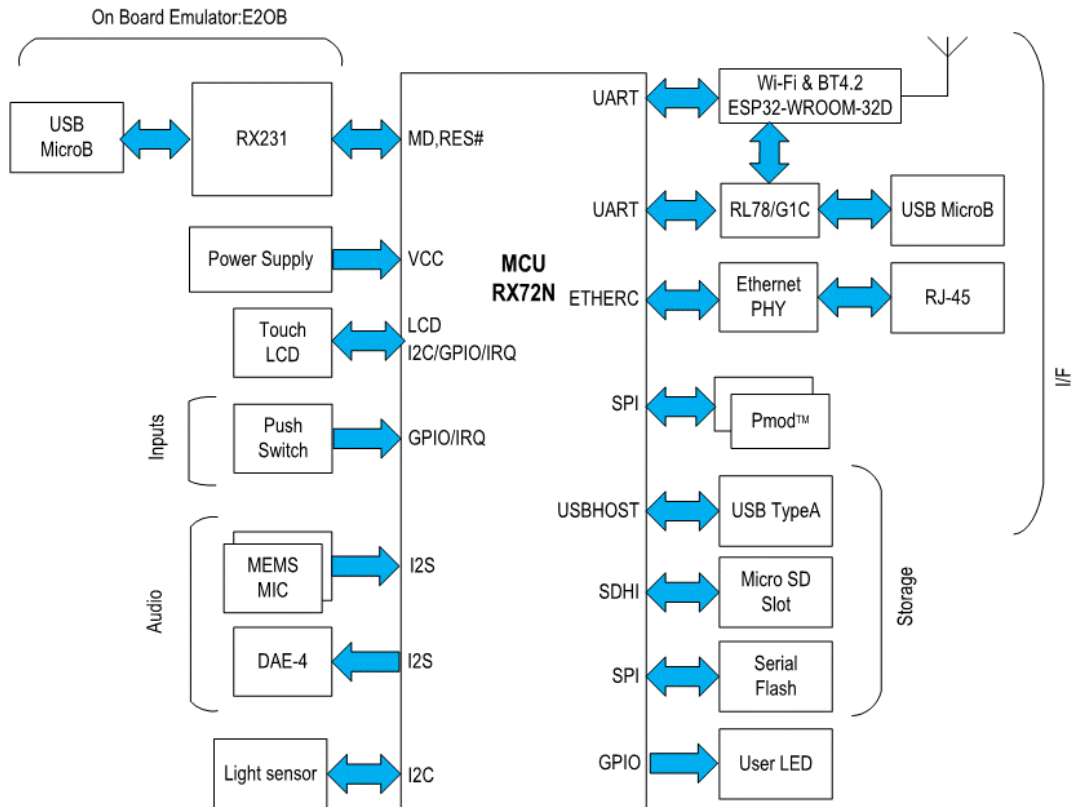 On Board Emulator:E2OB
USB
MicroB
RX231
MD,RES#
Power Supply
VCC
Touch
LCD
LCD
I2C/GPIO/IRQ
Inputs
Push
Switch
GPIO/IRQ
Audio
MEMS
MIC
I2S
DAE-4
I2S
Light sensor
I2C
MCU
RX72N
UART
Wi-Fi & BT4.2
ESP32-WROOM-32D
UART
RL78/G1C
USB MicroB
ETHERC
Ethernet
PHY
RJ-45
I/F
SPI
Pmod™
USBHOST
USB TypeA
SDHI
Micro SD
Slot
Storage
SPI
Serial
Flash
GPIO
User LED